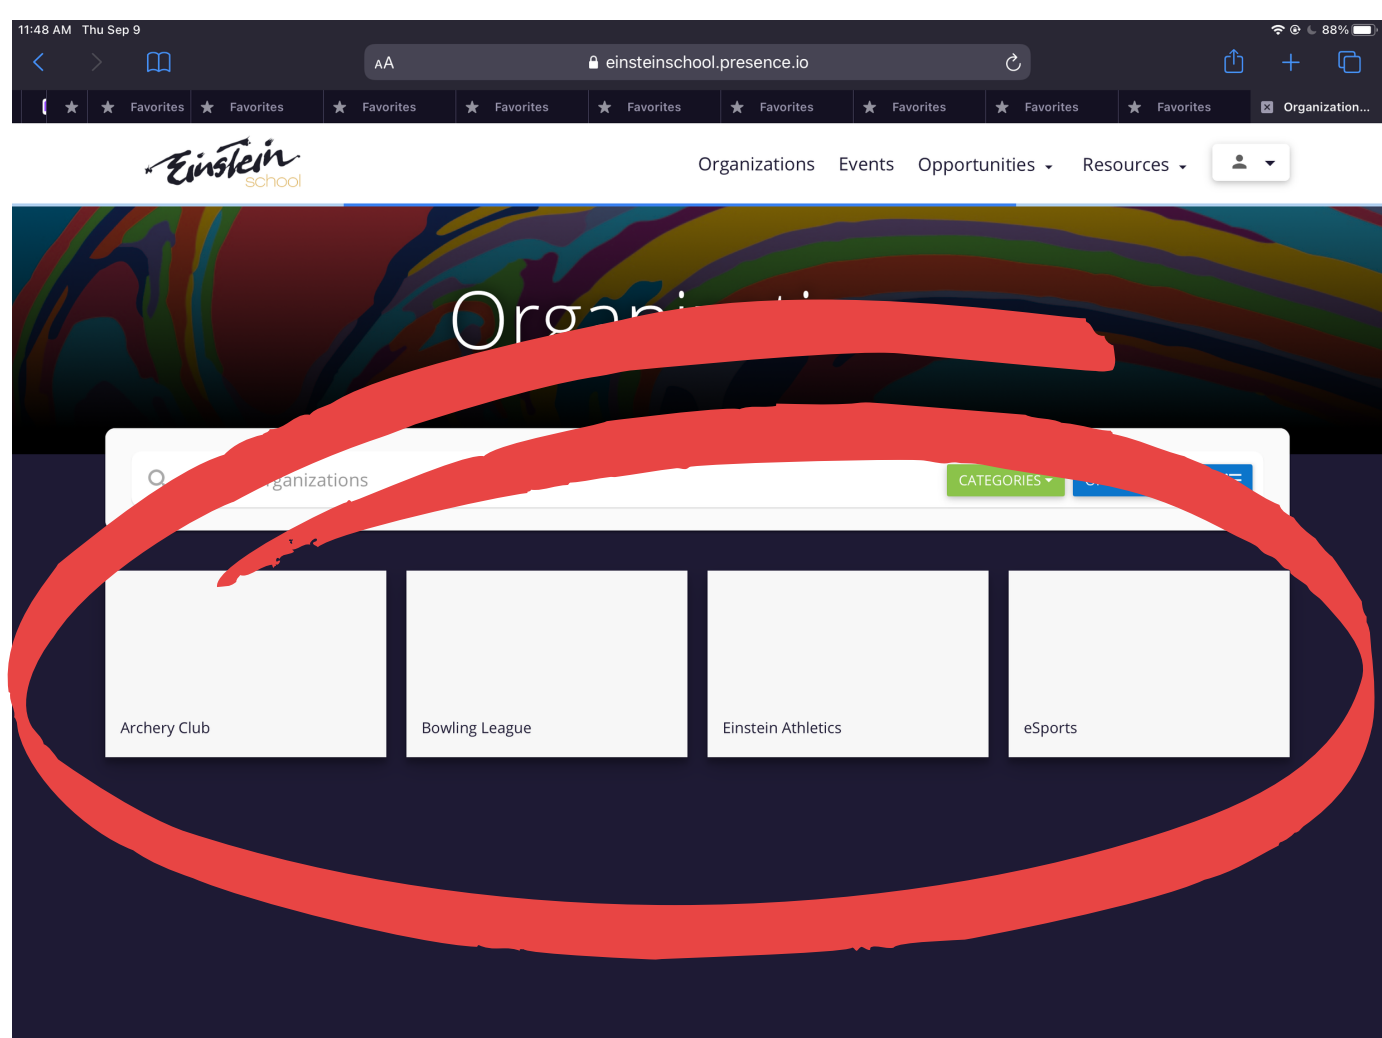 11:48 AM Thu Sep 9
88%
AA
einsteinschool.presence.io
Favorites
Favorites
Favorites
Favorites
Favorites
Favorites
Favorites
Favorites
Favorites
Organization...
Einstein
school
Organizations
Events
Opportunities
Resources
CATEGORIES
Archery Club
Bowling League
Einstein Athletics
eSports